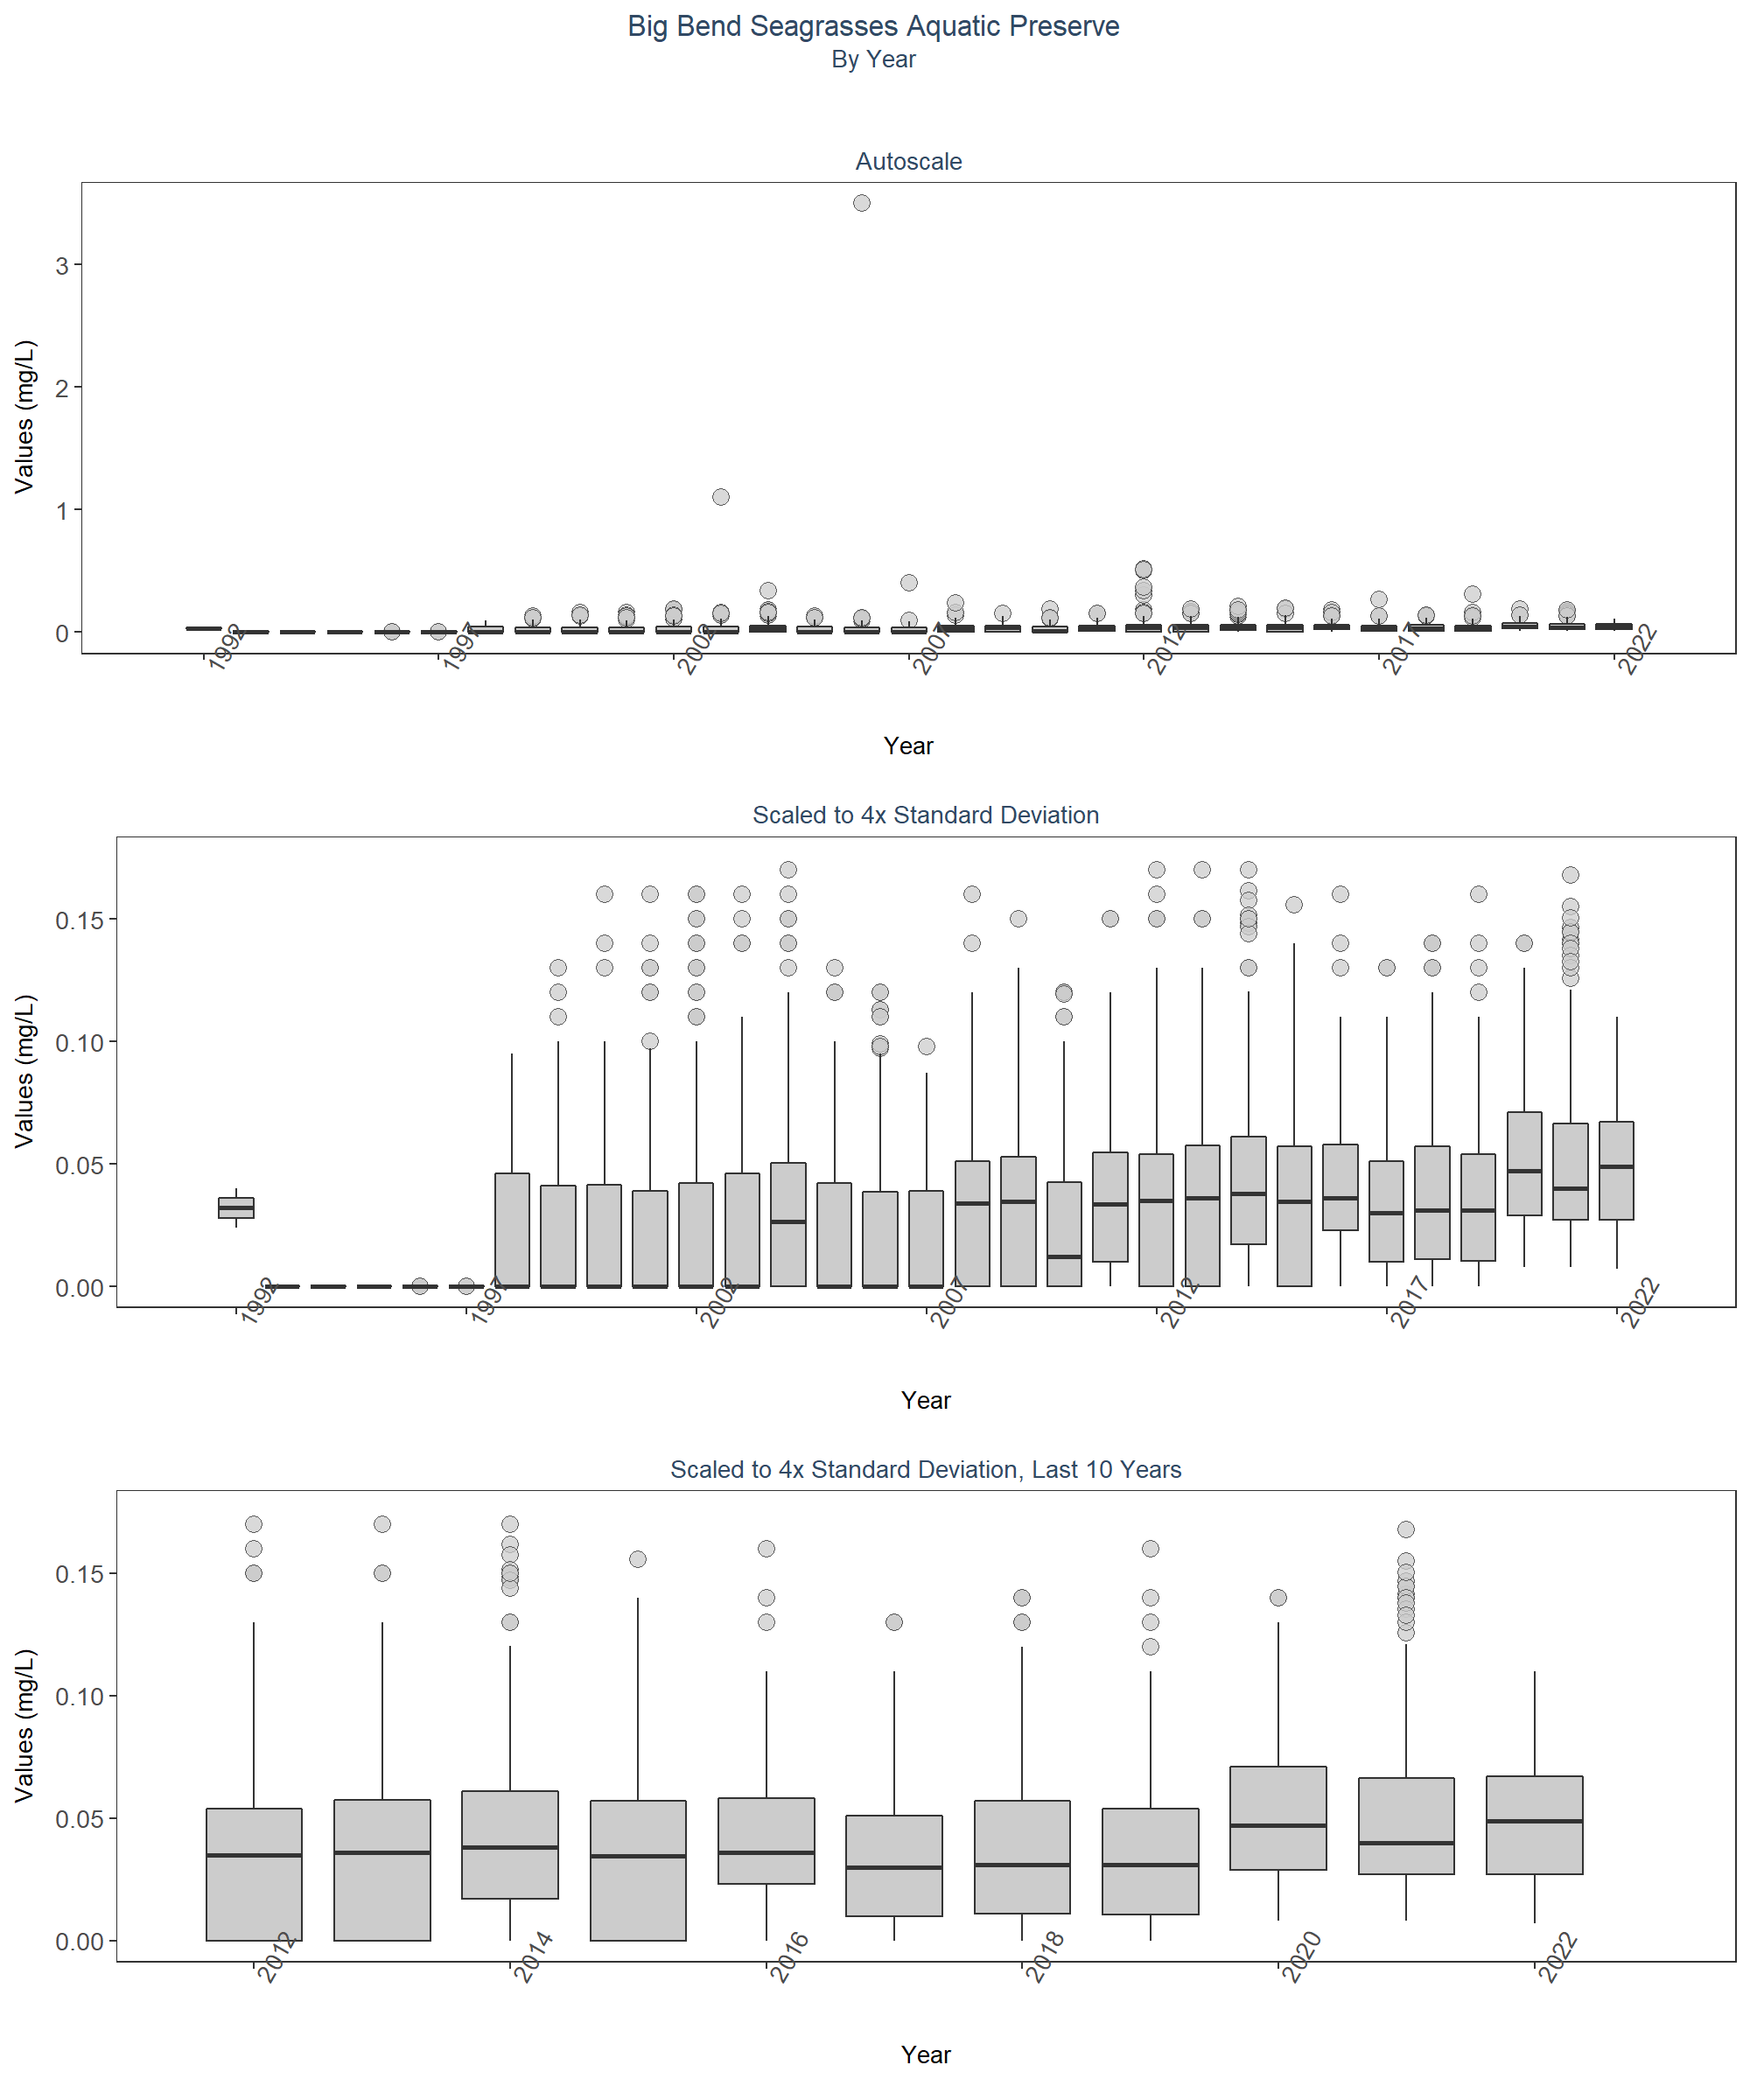 Big Bend Seagrasses Aquatic Preserve
By Year
Autoscale
Values (mg/L)
3
2
1
0
1992
1997
2002
2007
2012
2017
2022
Year
Scaled to 4x Standard Deviation
Values (mg/L)
0.15
0.10
0.05
0.00
1992
1997
2002
2007
2012
2017
2022
Year
Scaled to 4x Standard Deviation, Last 10 Years
Values (mg/L)
0.15
0.10
0.05
0.00
2012
2014
2016
2018
2020
2022
Year